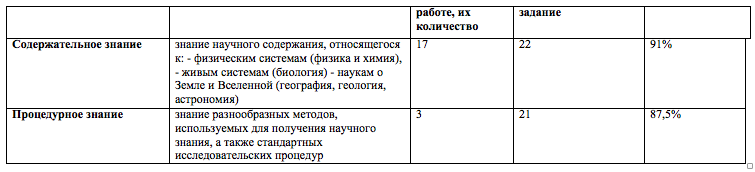 работе, их задание
количество
Содержательное знание знание научного содержания, относящегося 17 22 91%
к: - физическим системам (физика и химия),
- живым системам (биология) - наукам о
Земле и Вселенной (география, геология,
астрономия)
Процедурное знание знание разнообразных методов, 3 21 87,5%
используемых для получения научного
знания, а также стандартных
исследовательских процедур